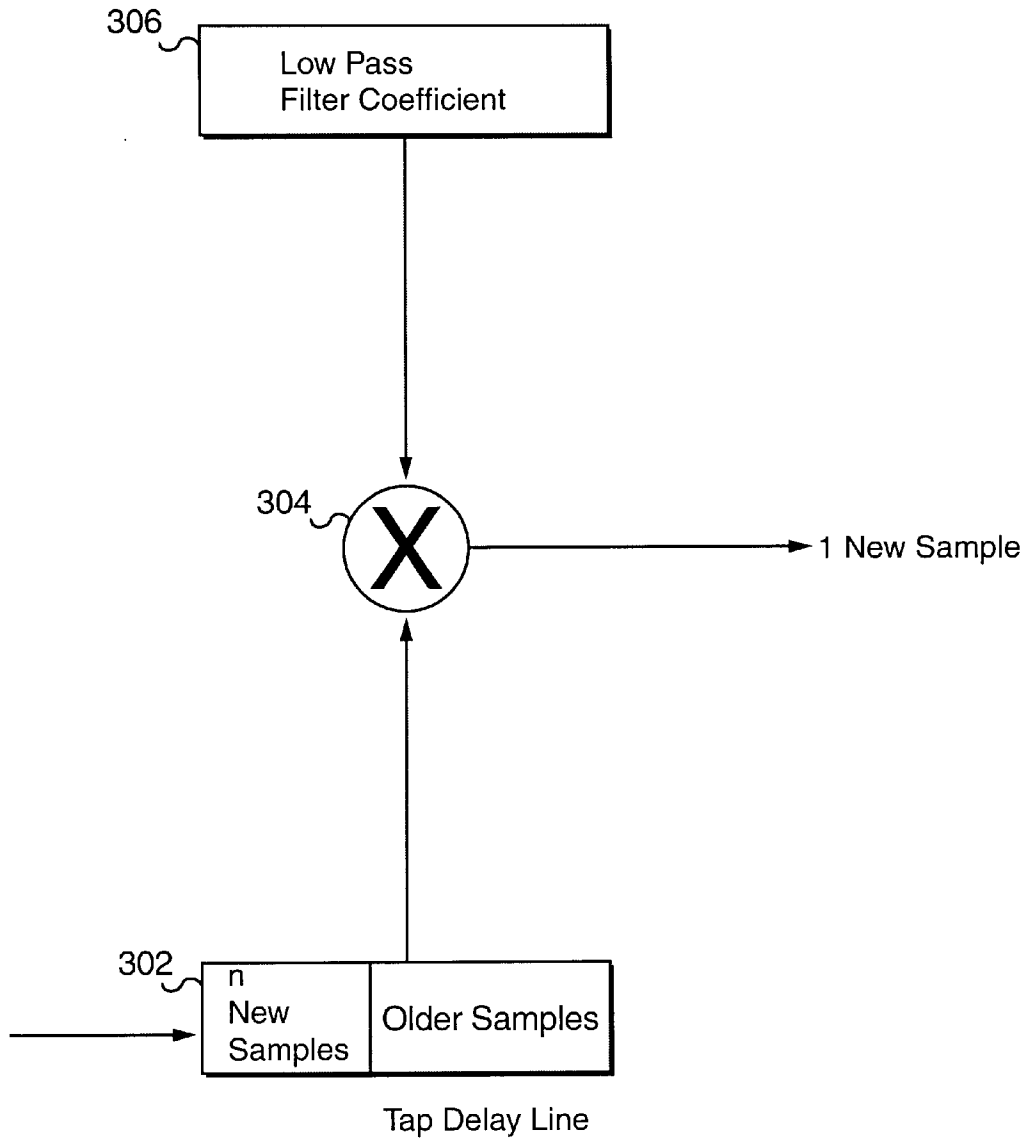 306
Low Pass
Filter Coefficient
304
X
1 New Sample
302
n
New
Samples
Older Samples
Tap Delay Line